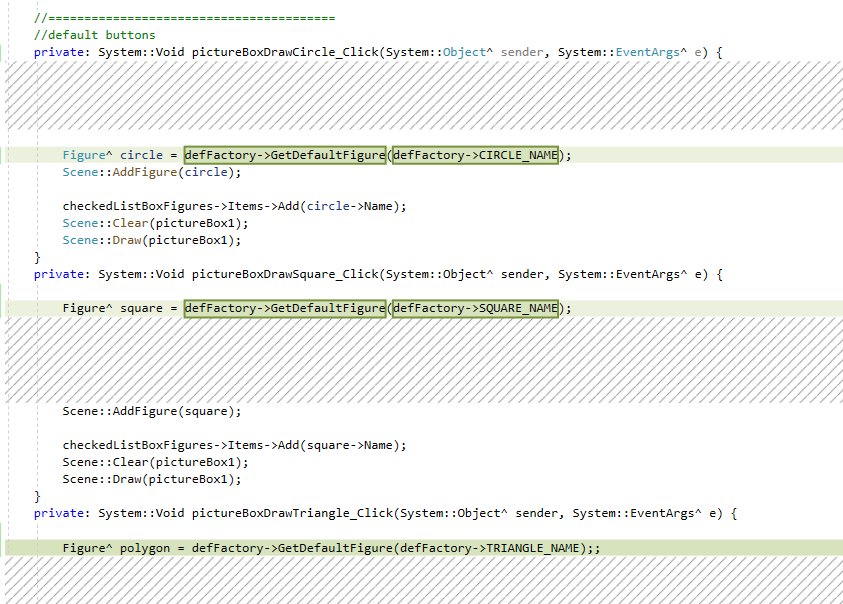 //========================================
//default buttons
private: System::Void pictureBoxDrawCircle_Click(System::Object^ sender, System::EventArgs^ e) {
Figure^ circle = defFactory->GetDefaultFigure(defFactory->CIRCLE_NAME);
Scene::AddFigure(circle);
checkedListBoxFigures->Items->Add(circle->Name);
Scene::Clear(pictureBox1);
Scene::Draw(pictureBox1);
}
private: System::Void pictureBoxDrawSquare_Click(System::Object^ sender, System::EventArgs^ e) {
Figure^ square = defFactory->GetDefaultFigure(defFactory->SQUARE_NAME);
Scene::AddFigure(square);
checkedListBoxFigures->Items->Add(square->Name);
Scene::Clear(pictureBox1);
Scene::Draw(pictureBox1);
}
private: System::Void pictureBoxDrawTriangle_Click(System::Object^ sender, System::EventArgs^ e) {
Figure^ polygon = defFactory->GetDefaultFigure(defFactory->TRIANGLE_NAME);;